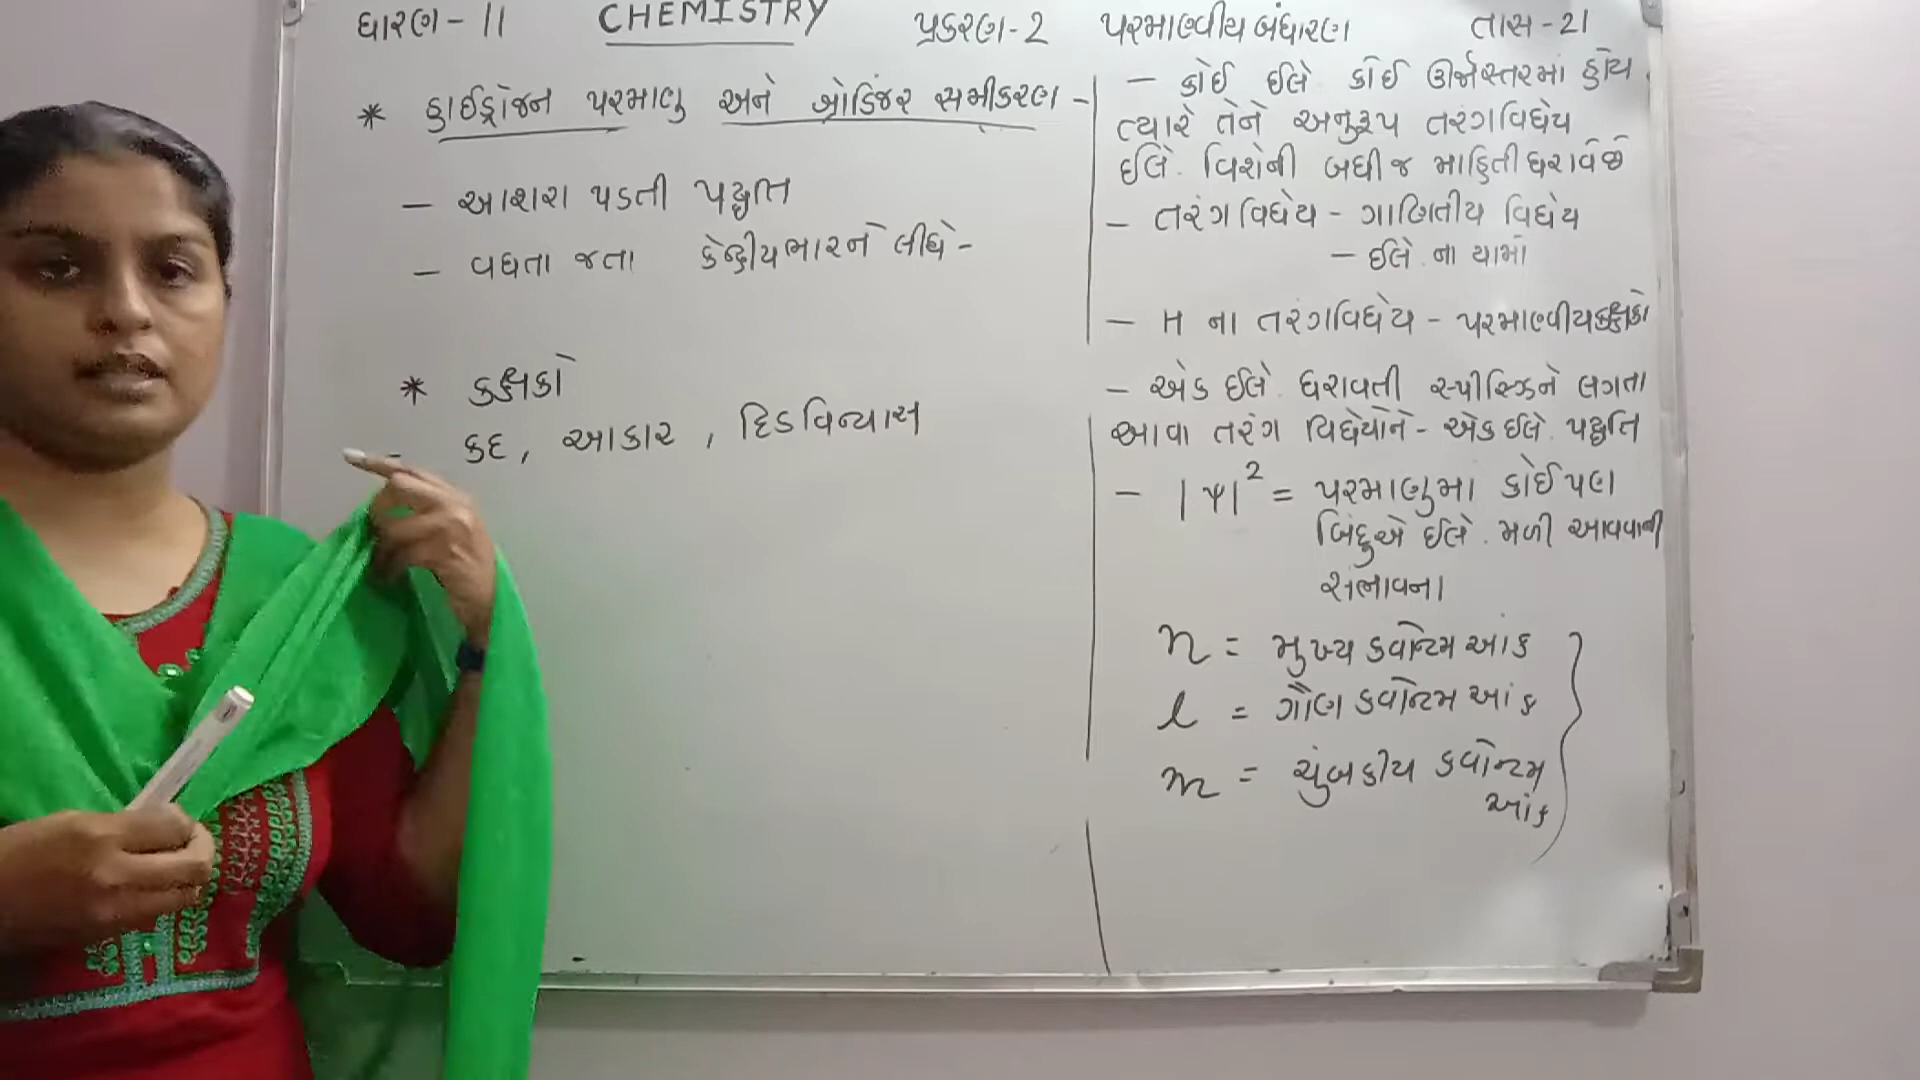 ધોરણ - 11 CHEMISTRY પ્રકરણ-2 પરમાણ્વીય બંધારણ તાસ-21
* હાઈડ્રોજન પરમાણુ અને શ્રોડિંજર સમીકરણ -
- આશરા પડતી પદ્ધતિ
- વધતા જતા કેન્દ્રીયભારને લીધે -
* કક્ષકો
- કદ, આકાર, દિકવિન્યાસ
- કોઈ ઈલે. કોઈ ઊર્જાસ્તરમાં હોય
ત્યારે તેને અનુરૂપ તરંગવિધેય
ઈલે. વિશેની બધી જ માહિતી ધરાવે છે
- તરંગવિધેય - ગાણિતીય વિધેય
- ઈલે. ના યામો
- H ના તરંગવિધેય - પરમાણ્વીય કક્ષકો
- એક ઈલે. ધરાવતી સ્પીસિઝને લગતા
આવા તરંગ વિધેયોને - એક ઈલે. પદ્ધતિ
- |ψ|² = પરમાણુમાં કોઈપણ
બિંદુએ ઈલે. મળી આવવાની
સંભાવના
n = મુખ્ય ક્વોન્ટમ આંક
l = ગૌણ ક્વોન્ટમ આંક
m = ચુંબકીય ક્વોન્ટમ
આંક